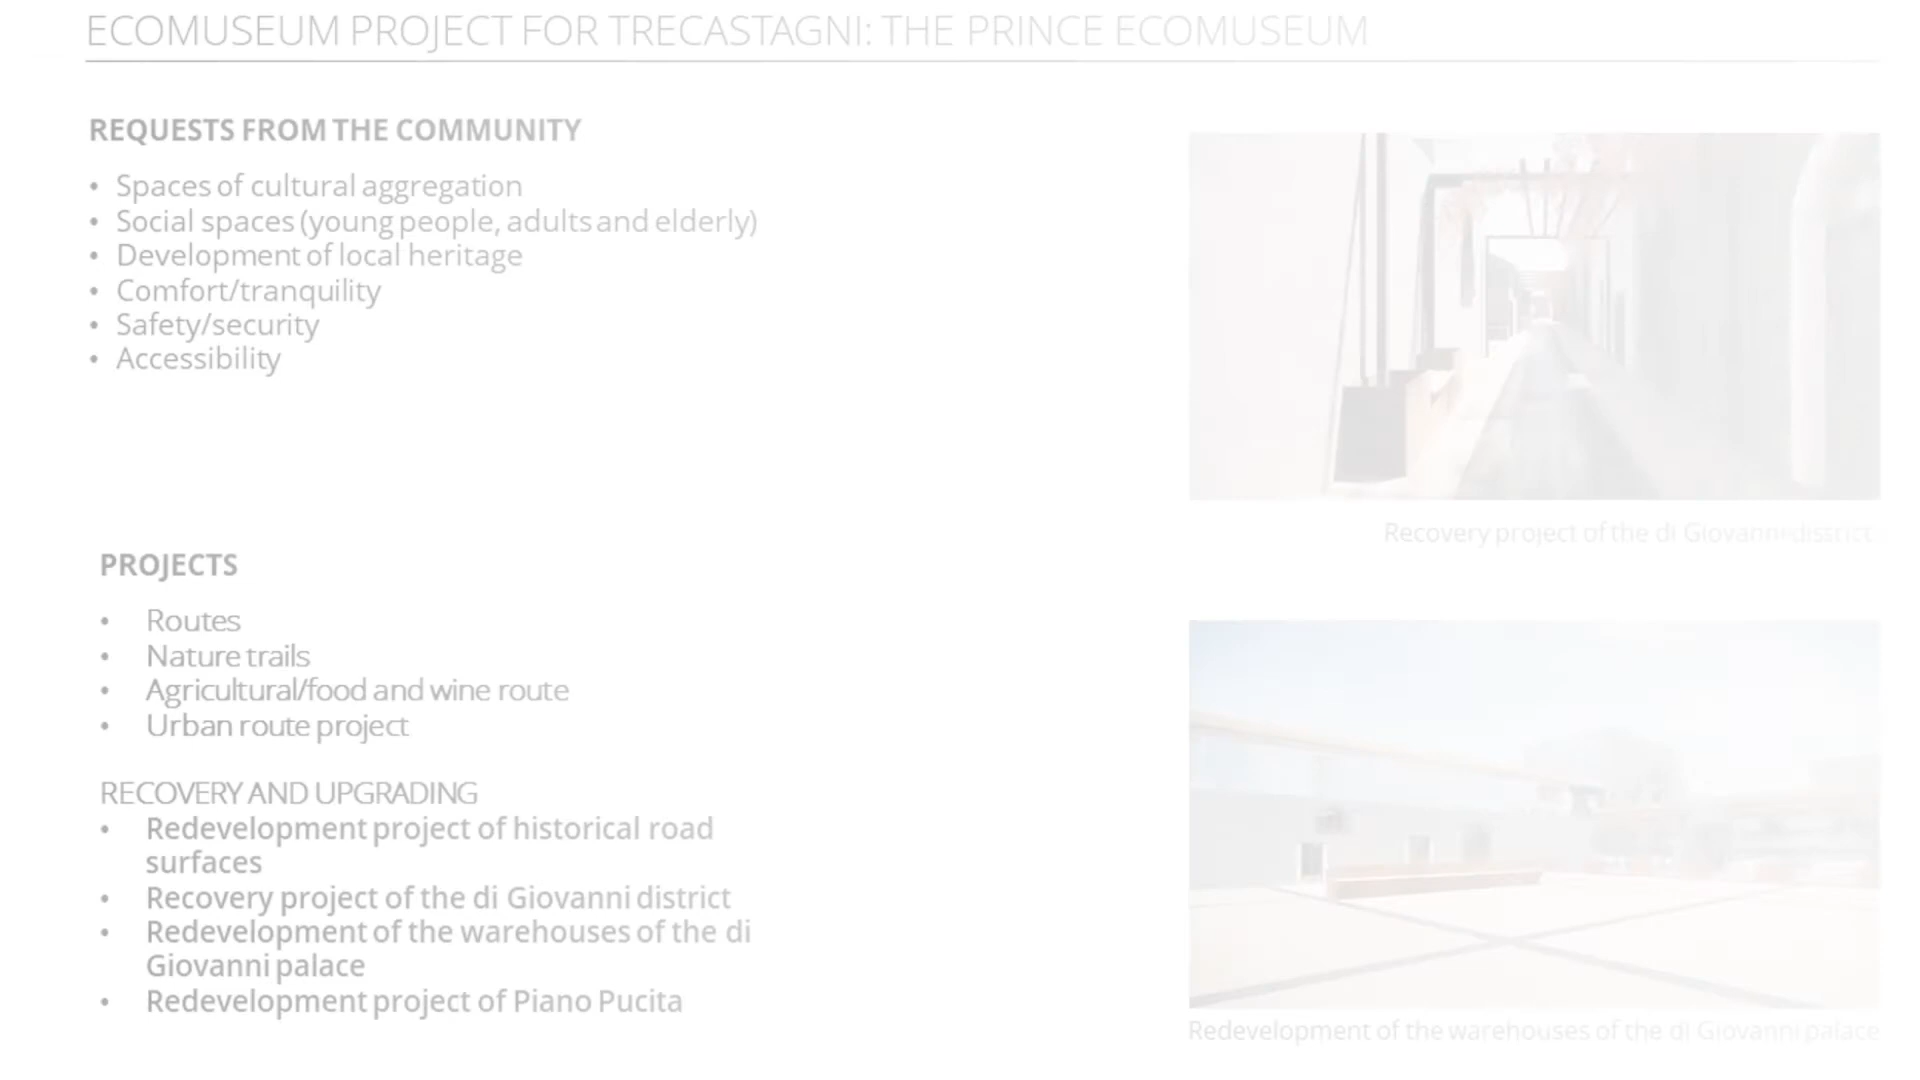 ECOMUSEUM PROJECT FOR TRECASTAGNI: THE PRINCE ECOMUSEUM
REQUESTS FROM THE COMMUNITY
• Spaces of cultural aggregation
• Social spaces (young people, adults and elderly)
• Development of local heritage
• Comfort/tranquility
• Safety/security
• Accessibility
Recovery project of the di Giovanni district
PROJECTS
• Routes
• Nature trails
• Agricultural/food and wine route
• Urban route project
RECOVERY AND UPGRADING
• Redevelopment project of historical road
surfaces
• Recovery project of the di Giovanni district
• Redevelopment of the warehouses of the di
Giovanni palace
• Redevelopment project of Piano Pucita
Redevelopment of the warehouses of the di Giovanni palace